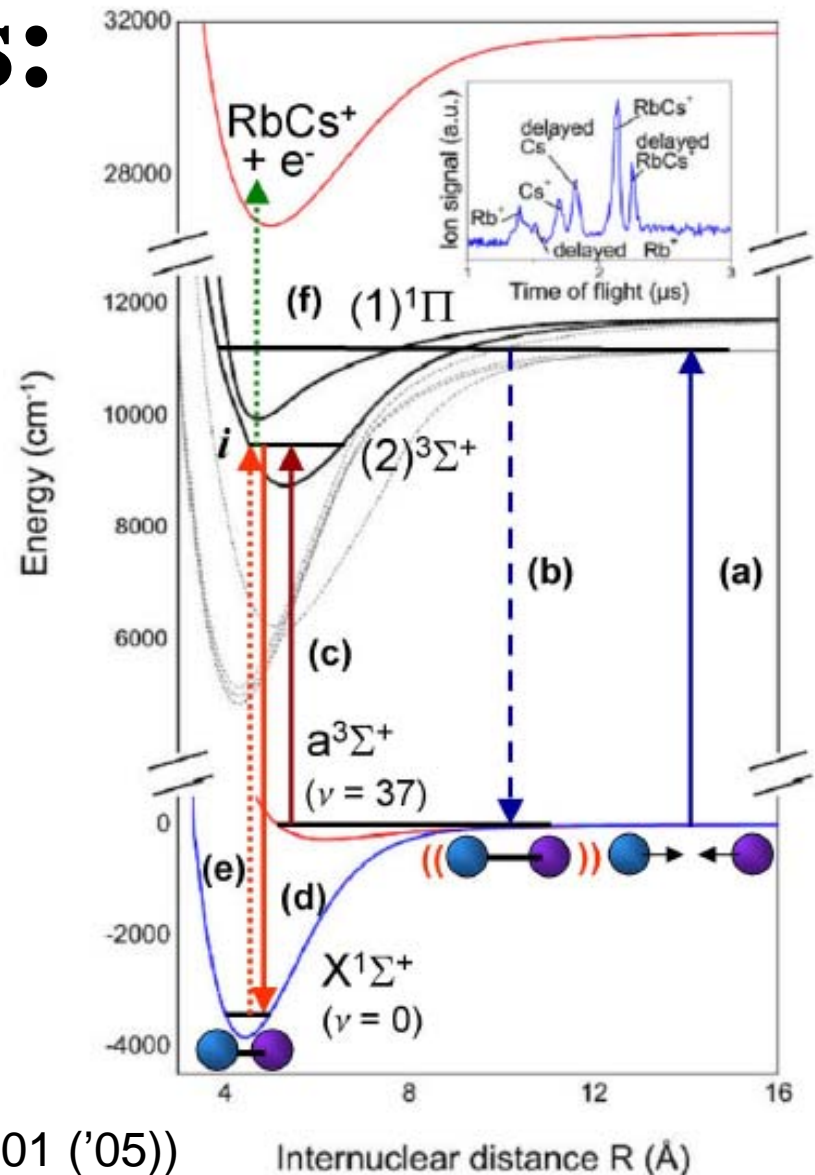 s:
32000
28000
12000
10000
8000
6000
0
-2000
-4000
Energy (cm⁻¹)
RbCs⁺
+ e⁻
Ion signal (a.u.)
Rb⁺
Cs⁺
delayed
Cs
RbCs⁺
delayed
RbCs⁺
delayed Rb⁺
1
2
3
Time of flight (μs)
(f)
(1)¹Π
i
(2)³Σ⁺
(b)
(a)
(c)
a³Σ⁺
(ν = 37)
(( ))
(e)
(d)
X¹Σ⁺
(ν = 0)
4
8
12
16
01 (’05))
Internuclear distance R (Å)